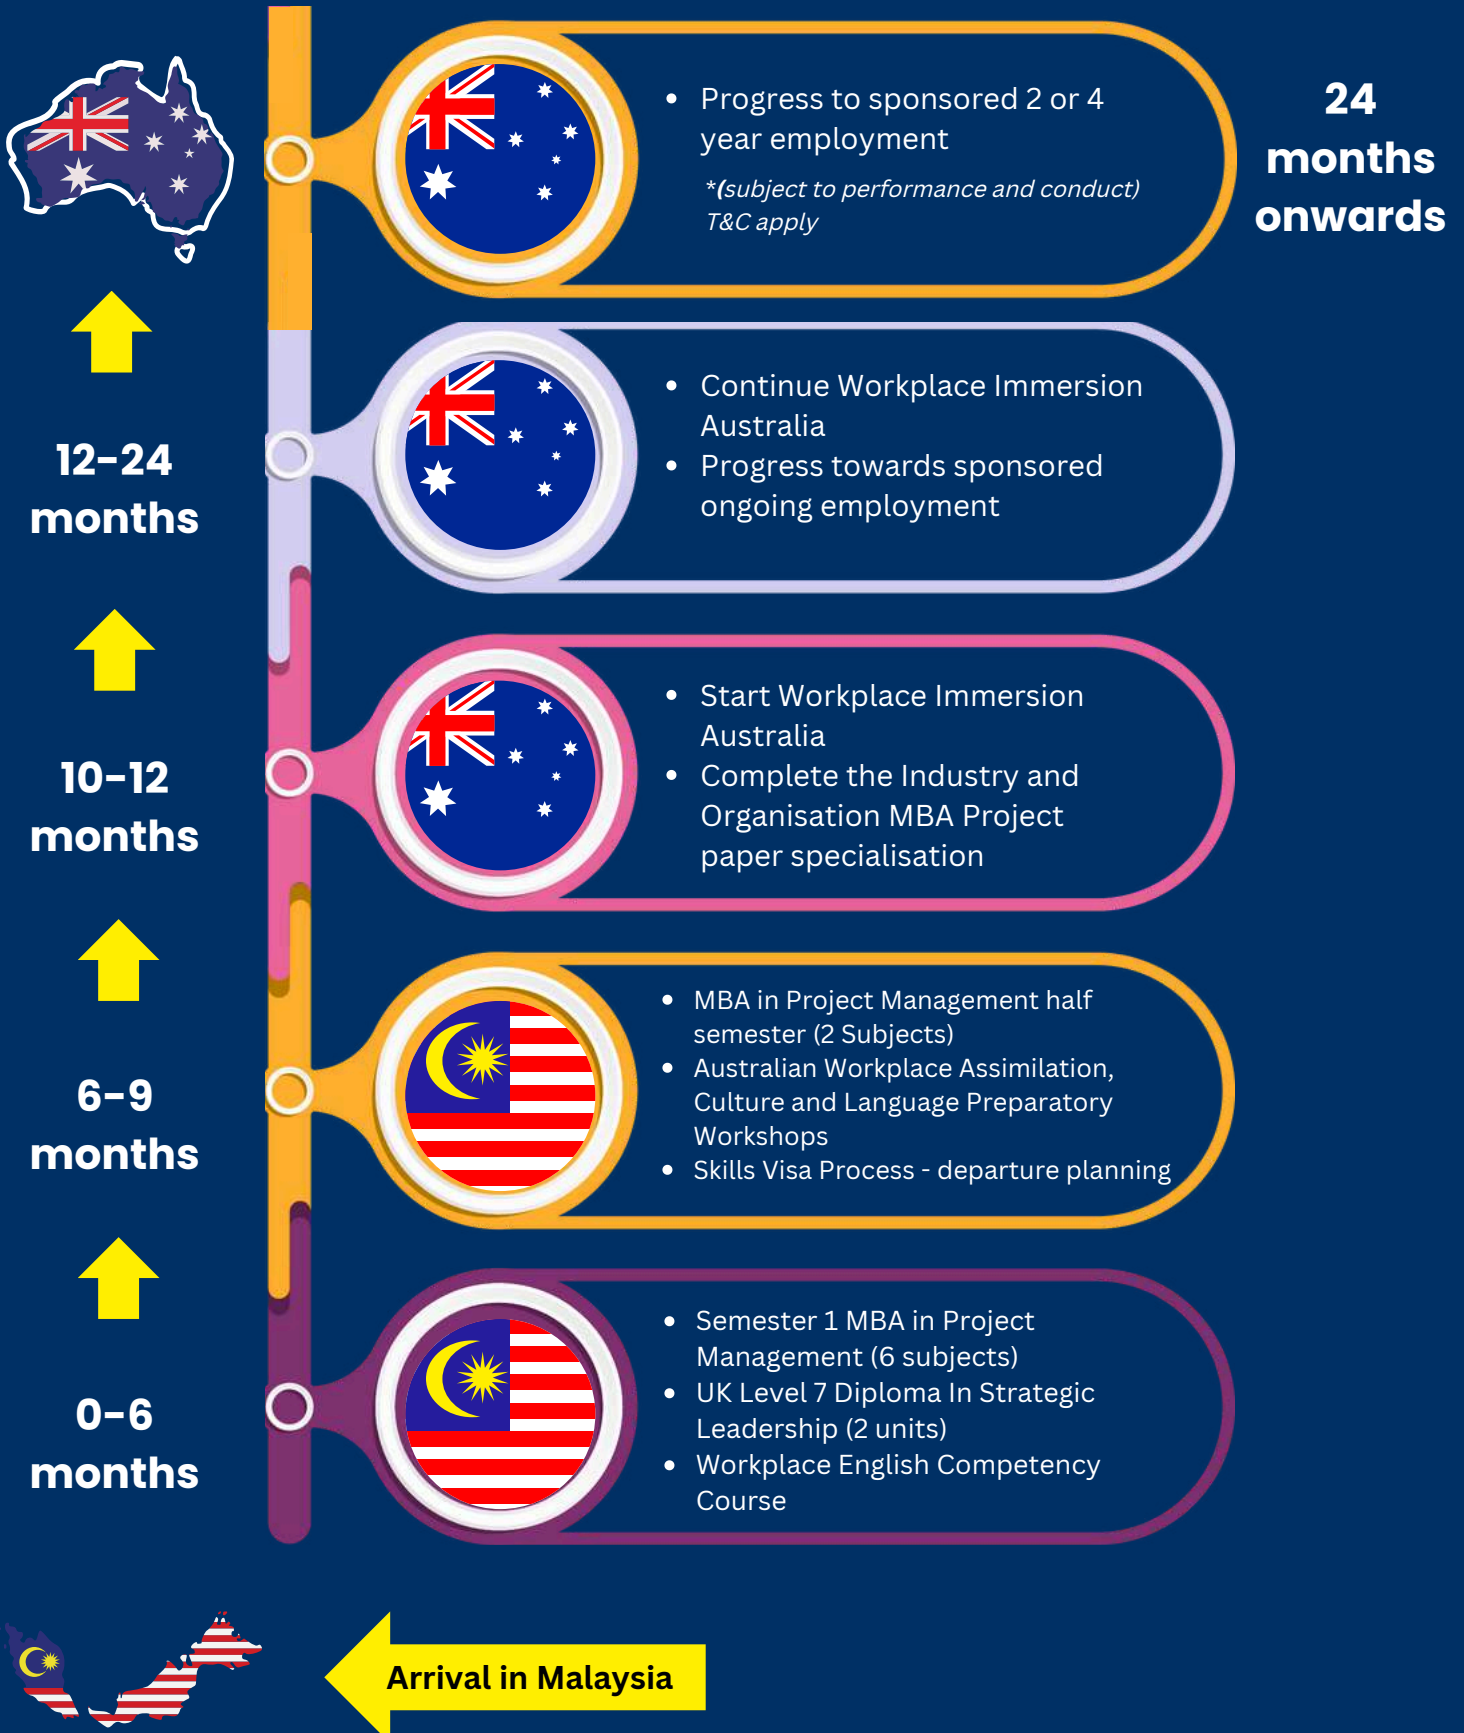 • Progress to sponsored 2 or 4
year employment
*(subject to performance and conduct)
T&C apply
24
months
onwards
• Continue Workplace Immersion
Australia
• Progress towards sponsored
ongoing employment
12-24
months
• Start Workplace Immersion
Australia
• Complete the Industry and
Organisation MBA Project
paper specialisation
10-12
months
• MBA in Project Management half
semester (2 Subjects)
• Australian Workplace Assimilation,
Culture and Language Preparatory
Workshops
• Skills Visa Process - departure planning
6-9
months
• Semester 1 MBA in Project
Management (6 subjects)
• UK Level 7 Diploma In Strategic
Leadership (2 units)
• Workplace English Competency
Course
0-6
months
Arrival in Malaysia